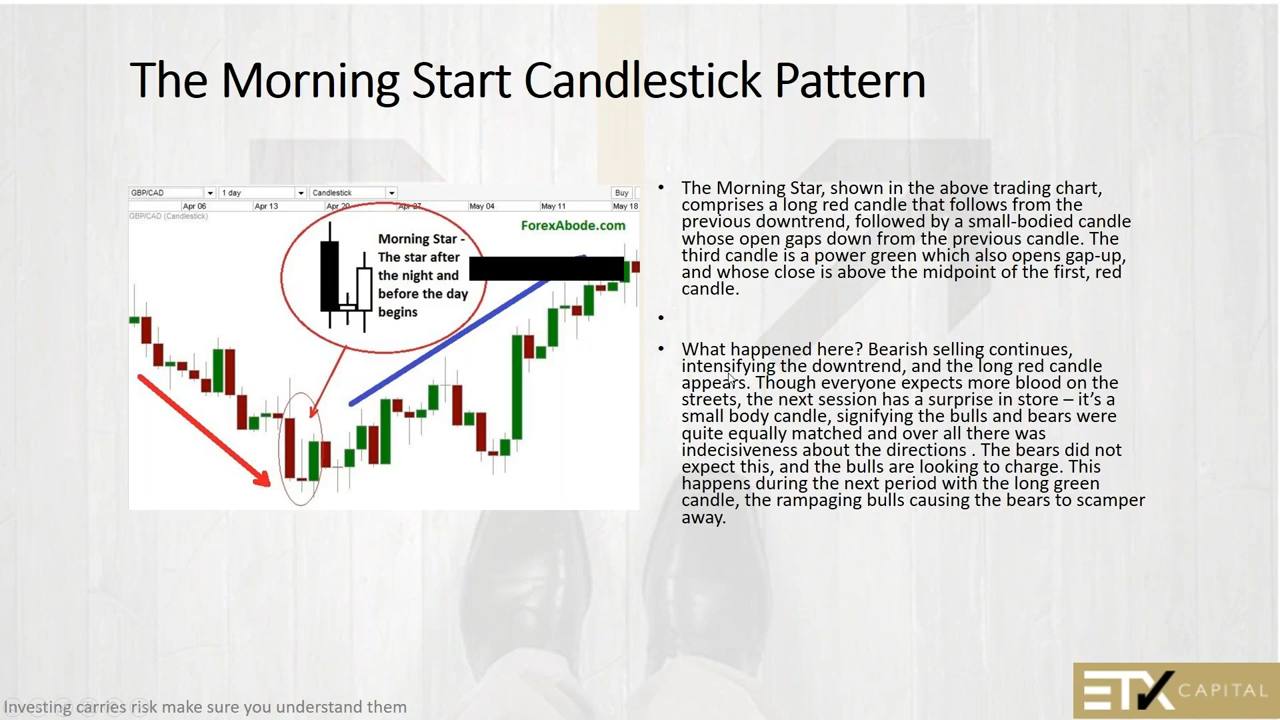 The Morning Start Candlestick Pattern
GBP/CAD 1 day Candlestick Buy
Apr 06 Apr 13 Apr 20 Apr 27 May 04 May 11 May 18
GBP/CAD (Candlestick)
ForexAbode.com
Morning Star -
The star after
the night and
before the day
begins
• The Morning Star, shown in the above trading chart,
comprises a long red candle that follows from the
previous downtrend, followed by a small-bodied candle
whose open gaps down from the previous candle. The
third candle is a power green which also opens gap-up,
and whose close is above the midpoint of the first, red
candle.
•
• What happened here? Bearish selling continues,
intensifying the downtrend, and the long red candle
appears. Though everyone expects more blood on the
streets, the next session has a surprise in store – it’s a
small body candle, signifying the bulls and bears were
quite equally matched and over all there was
indecisiveness about the directions . The bears did not
expect this, and the bulls are looking to charge. This
happens during the next period with the long green
candle, the rampaging bulls causing the bears to scamper
away.
Investing carries risk make sure you understand them
ETX CAPITAL